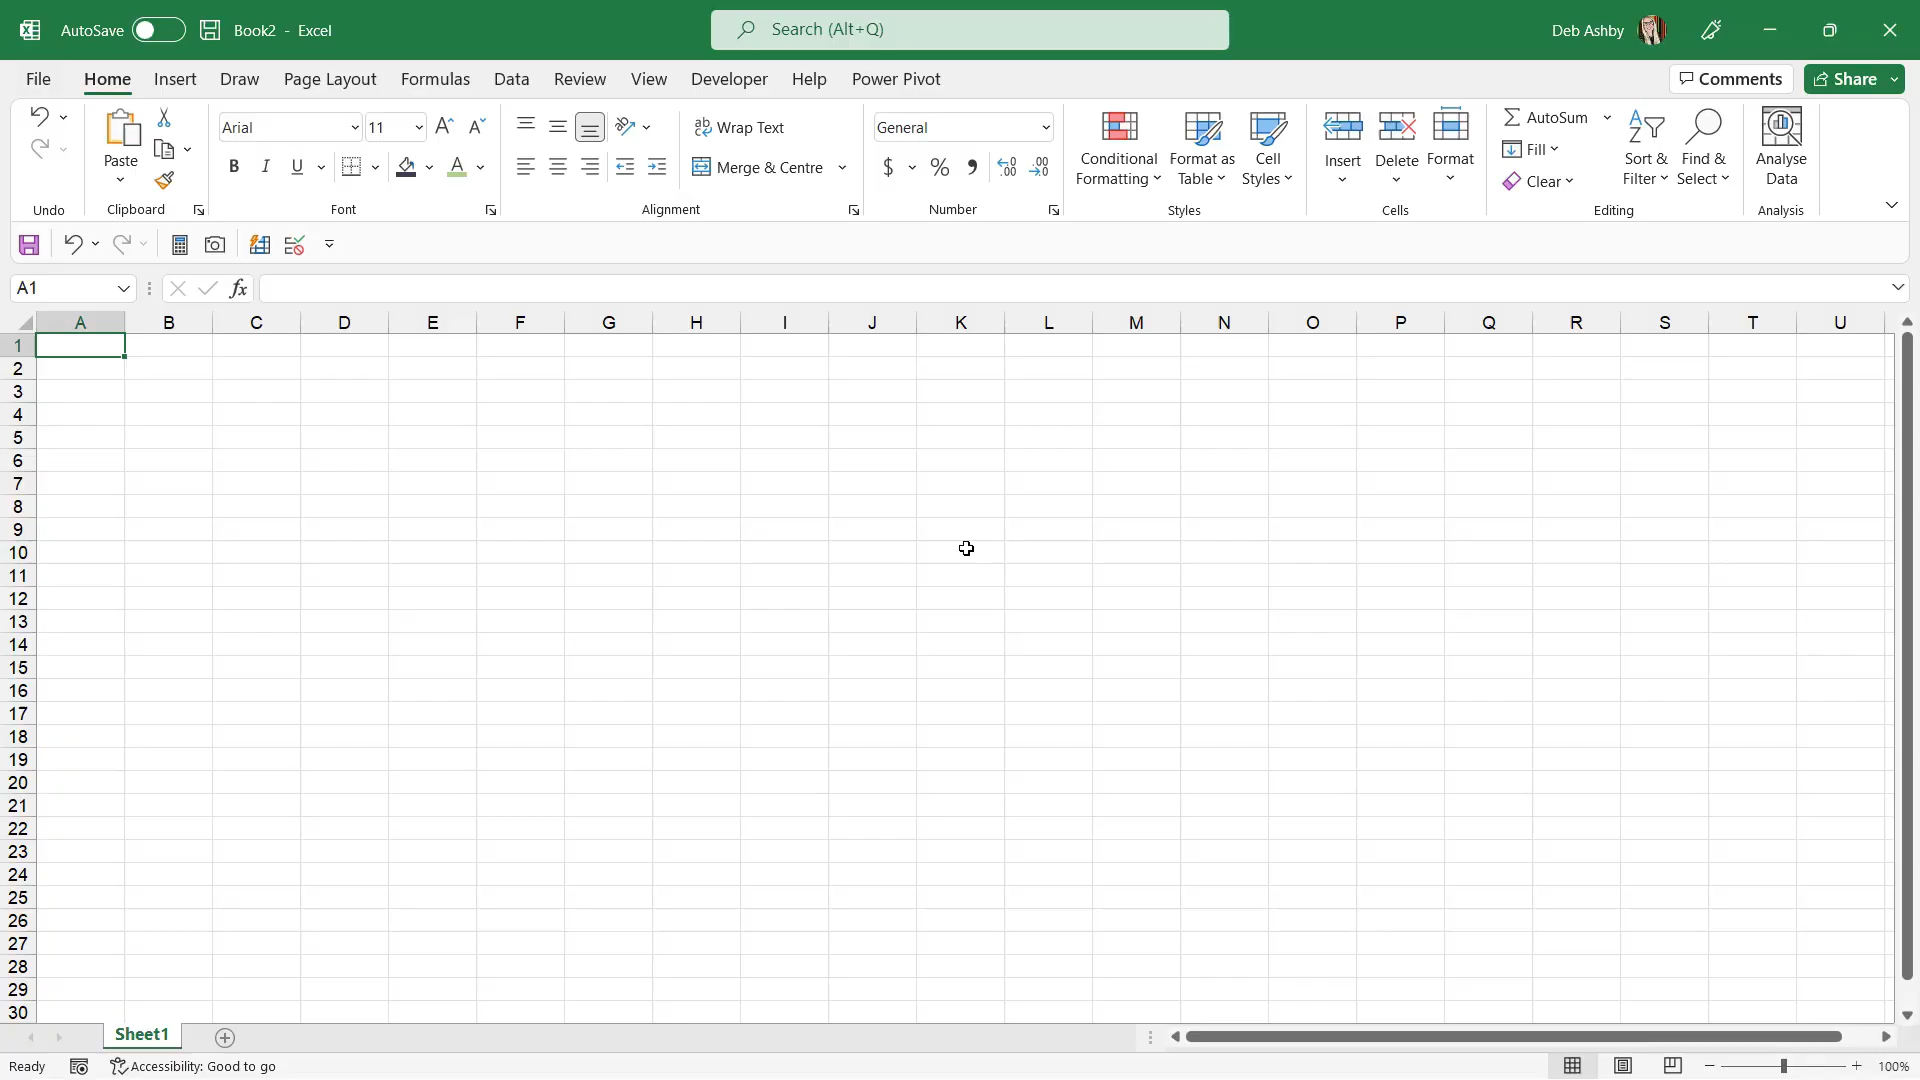 AutoSave
Book2 - Excel
Search (Alt+Q)
Deb Ashby
File Home Insert Draw Page Layout Formulas Data Review View Developer Help Power Pivot
Comments Share
Paste
Arial 11
B I U A
ab Wrap Text
Merge & Centre
General
$ % ,
Conditional Formatting
Format as Table
Cell Styles
Insert
Delete
Format
AutoSum
Fill
Clear
Sort & Filter
Find & Select
Analyse Data
Undo Clipboard Font Alignment Number Styles Cells Editing Analysis
A1 fx
A B C D E F G H I J K L M N O P Q R S T U
1
2
3
4
5
6
7
8
9
10
11
12
13
14
15
16
17
18
19
20
21
22
23
24
25
26
27
28
29
30
Sheet1
Ready Accessibility: Good to go 100%